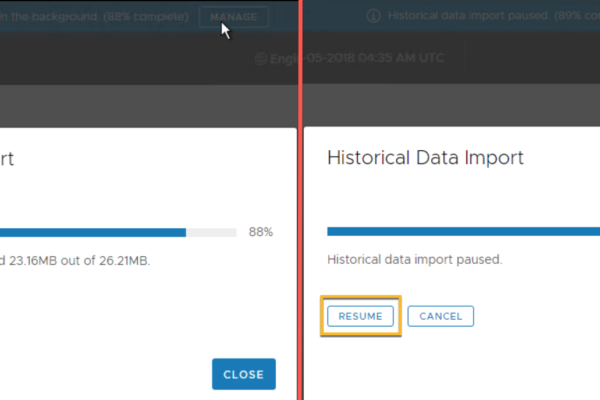 n the background. (88% complete) MANAGE
rt
88%
d 23.16MB out of 26.21MB.
CLOSE
Historical data import paused. (89% co
Engli -05-2018 04:35 AM UTC
Historical Data Import
Historical data import paused.
RESUME CANCEL